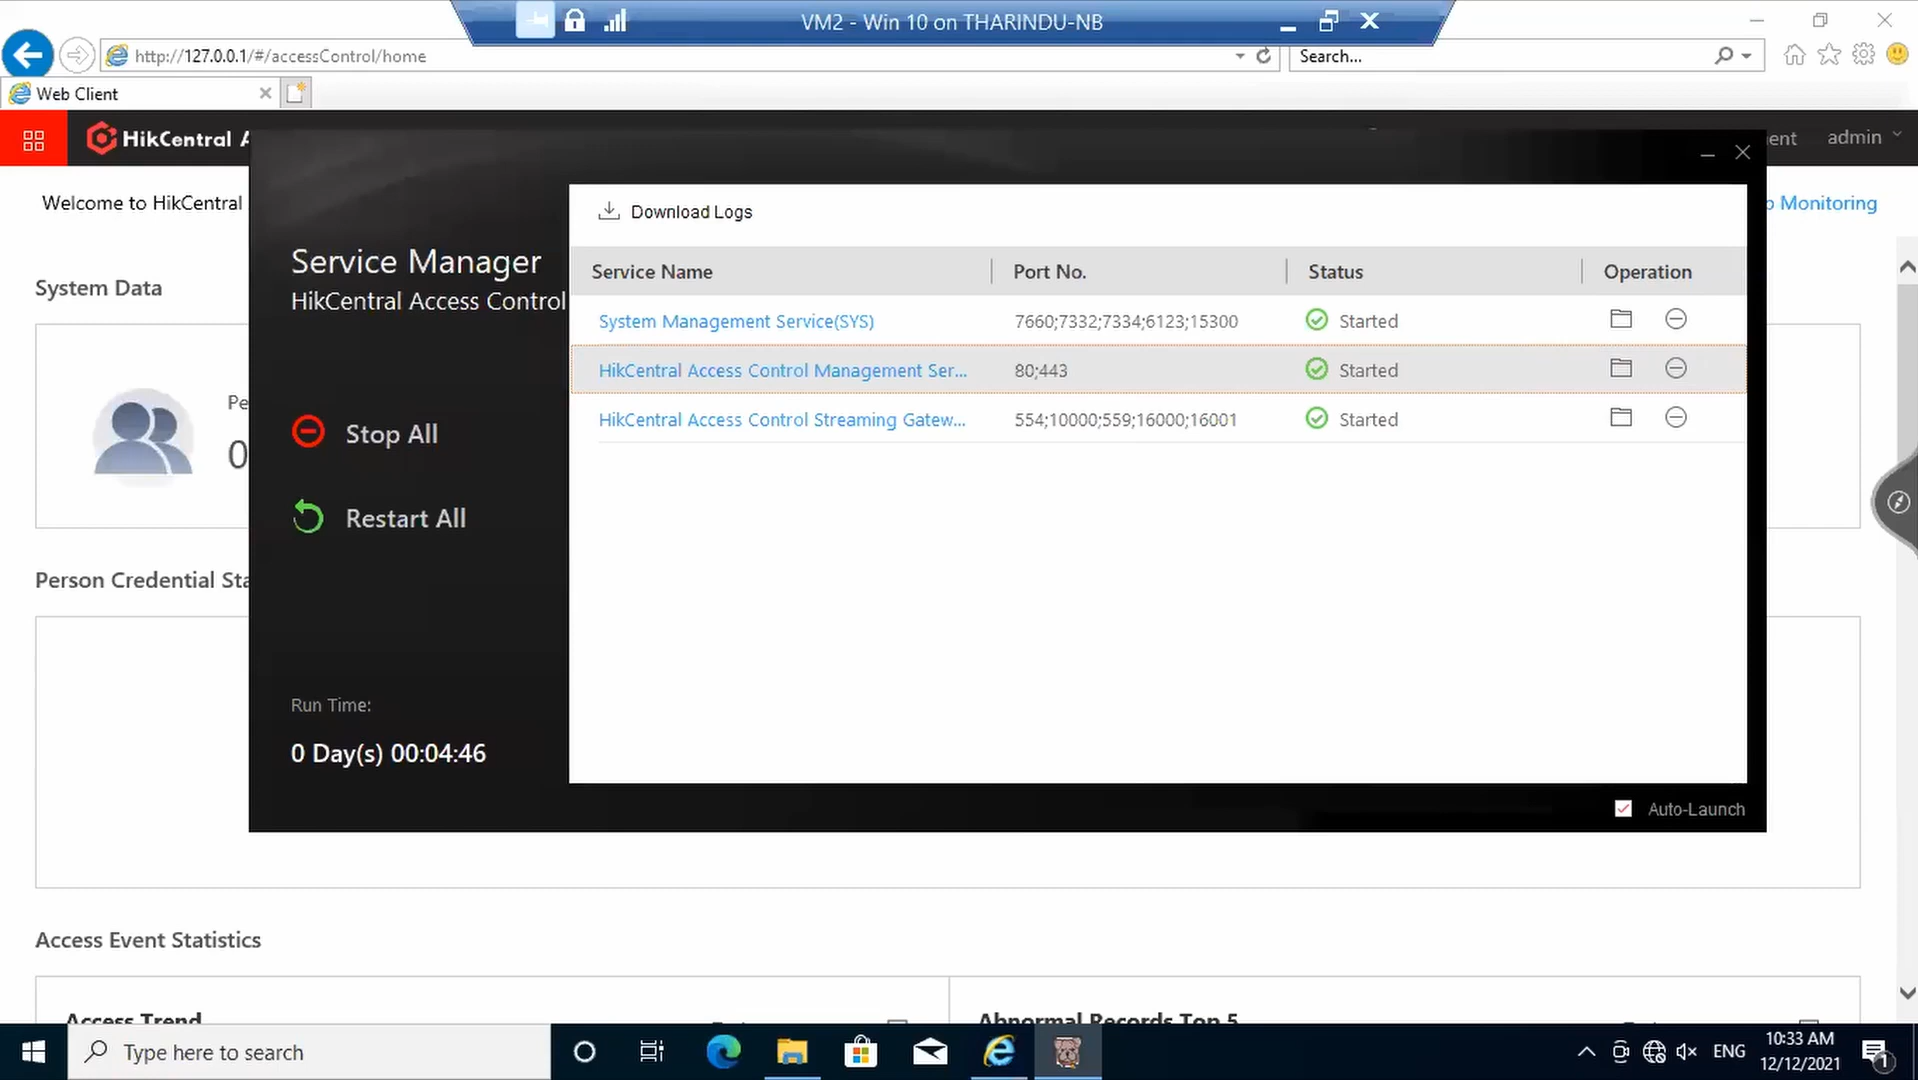 VM2 - Win 10 on THARINDU-NB
http://127.0.0.1/#/accessControl/home
Search...
Web Client
HikCentral A
ent
admin
Welcome to HikCentral
Monitoring
Download Logs
Service Manager
HikCentral Access Control
Service Name
Port No.
Status
Operation
System Management Service(SYS)
7660;7332;7334;6123;15300
Started
HikCentral Access Control Management Ser...
80;443
Started
HikCentral Access Control Streaming Gatew...
554;10000;559;16000;16001
Started
System Data
Pe
0
Stop All
Restart All
Person Credential Sta
Run Time:
0 Day(s) 00:04:46
Auto-Launch
Access Event Statistics
Access Trend
Abnormal Records Top 5
Type here to search
ENG
10:33 AM
12/12/2021
1